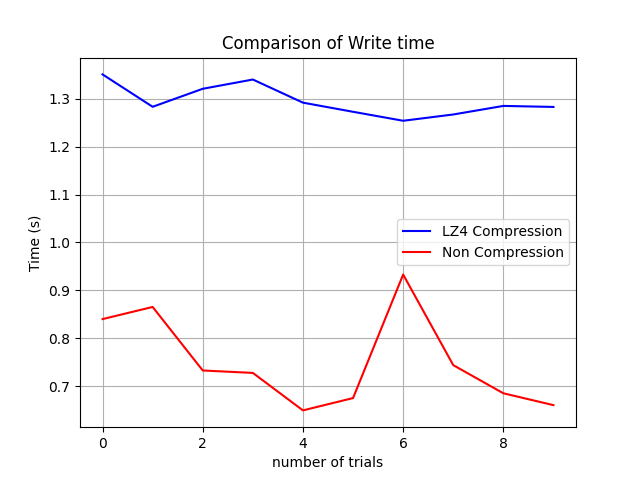 Comparison of Write time
1.3
1.2
1.1
1.0
0.9
0.8
0.7
Time (s)
LZ4 Compression
Non Compression
0 2 4 6 8
number of trials